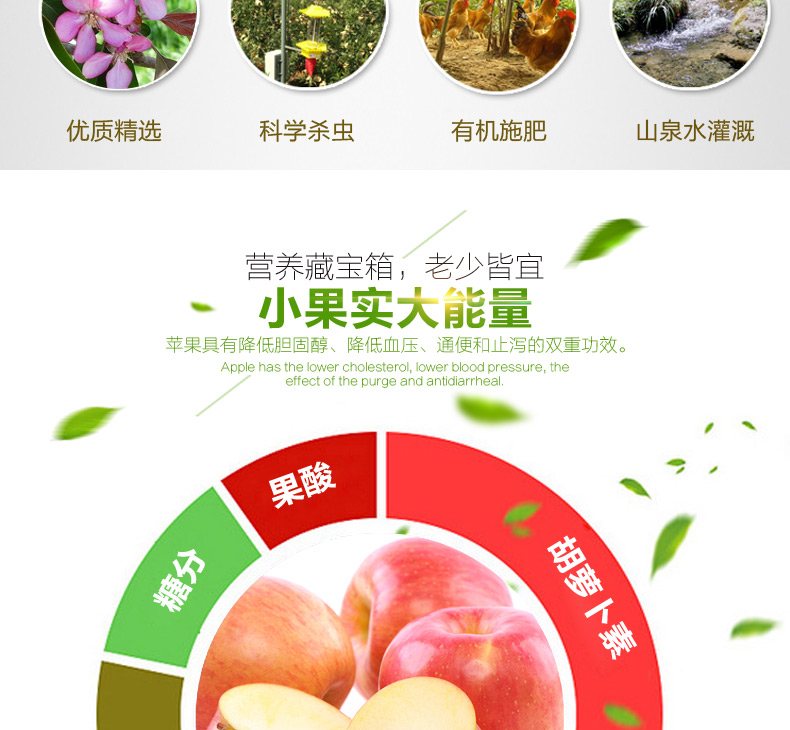 优质精选
科学杀虫
有机施肥
山泉水灌溉
营养藏宝箱，老少皆宜
小果实大能量
苹果具有降低胆固醇、降低血压、通便和止泻的双重功效。
Apple has the lower cholesterol, lower blood pressure, the
effect of the purge and antidiarrheal.
果酸
糖分
胡萝卜素